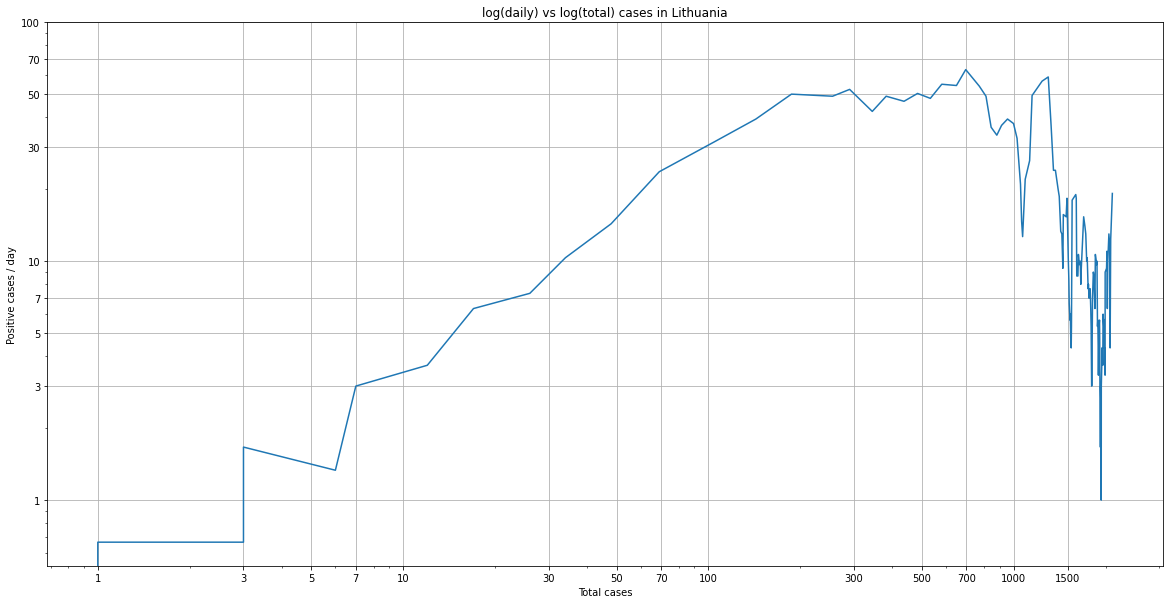 log(daily) vs log(total) cases in Lithuania
100
70
50
30
10
7
5
3
1
Positive cases / day
1 3 5 7 10 30 50 70 100 300 500 700 1000 1500
Total cases